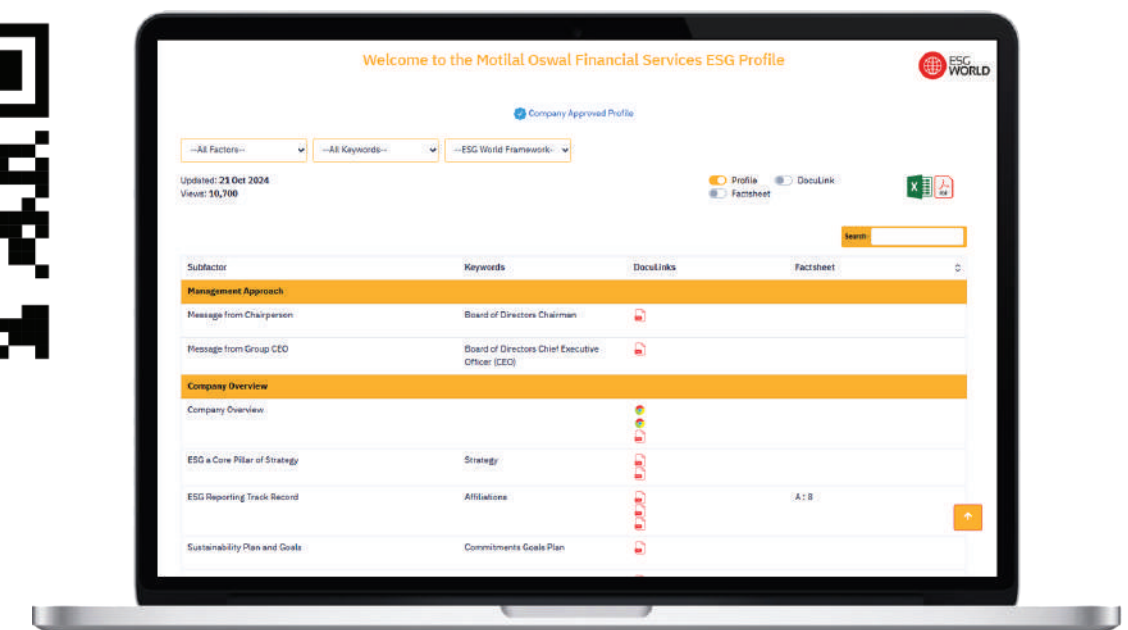 Welcome to the Motilal Oswal Financial Services ESG Profile
ESG
WORLD
Company Approved Profile
--All Factors--
--All Keywords--
--ESG World Framework-
Updated: 21 Oct 2024
Views: 10,700
Profile
DocuLink
Factsheet
Search:
Subfactor
Keywords
DocuLinks
Factsheet
Management Approach
Message from Chairperson
Board of Directors Chairman
Message from Group CEO
Board of Directors Chief Executive
Officer (CEO)
Company Overview
Company Overview
ESG a Core Pillar of Strategy
Strategy
ESG Reporting Track Record
Affiliations
A : 8
Sustainability Plan and Goals
Commitments Goals Plan